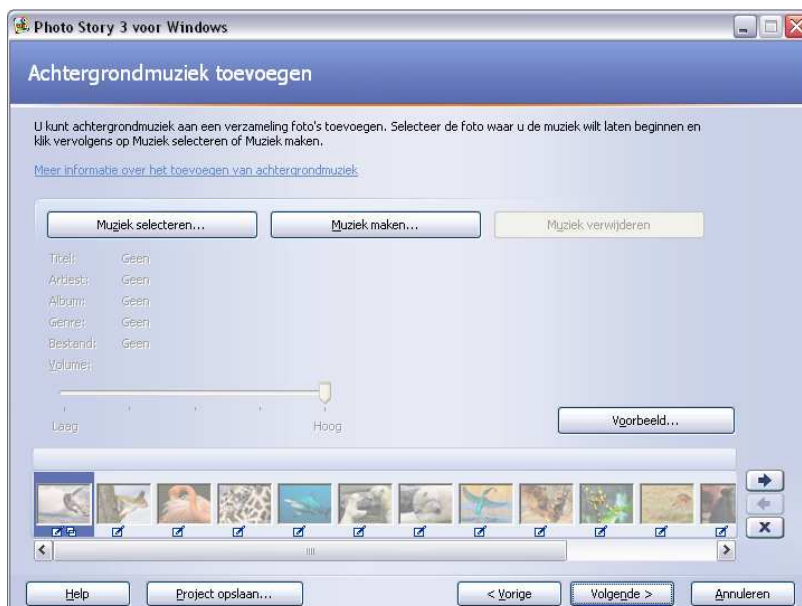 Photo Story 3 voor Windows
Achtergrondmuziek toevoegen
U kunt achtergrondmuziek aan een verzameling foto's toevoegen. Selecteer de foto waar u de muziek wilt laten beginnen en
klik vervolgens op Muziek selecteren of Muziek maken.
Meer informatie over het toevoegen van achtergrondmuziek
Muziek selecteren... Muziek maken... Muziek verwijderen
Titel: Geen
Artiest: Geen
Album: Geen
Genre: Geen
Bestand: Geen
Volume:
Laag Hoog
Voorbeeld...
Help Project opslaan... < Vorige Volgende > Annuleren